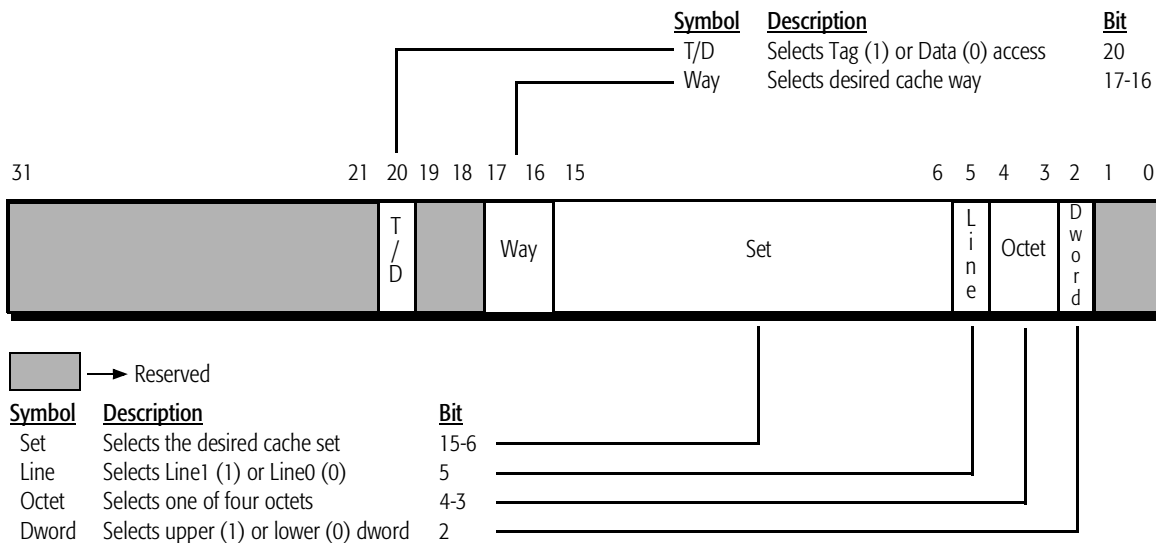 Symbol Description Bit
T/D Selects Tag (1) or Data (0) access 20
Way Selects desired cache way 17-16
31 21 20 19 18 17 16 15 6 5 4 3 2 1 0
T/D Way Set Line Octet Dword
Reserved
Symbol Description Bit
Set Selects the desired cache set 15-6
Line Selects Line1 (1) or Line0 (0) 5
Octet Selects one of four octets 4-3
Dword Selects upper (1) or lower (0) dword 2